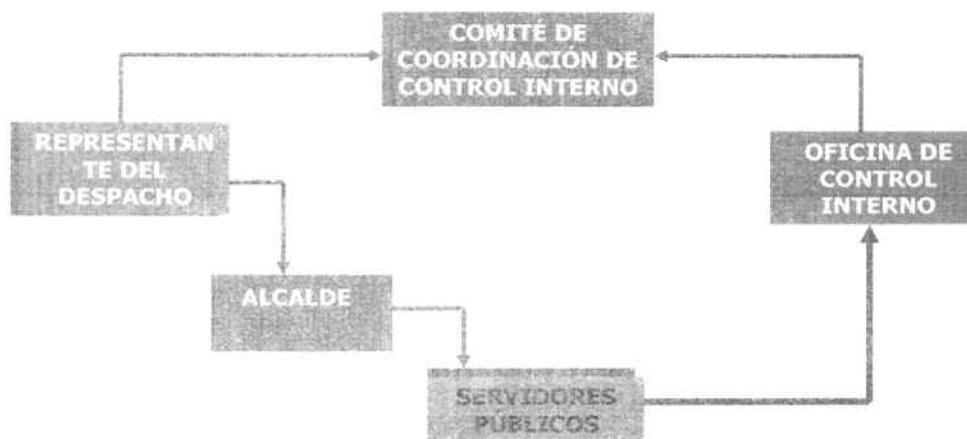 COMITÉ DE
COORDINACIÓN DE
CONTROL INTERNO
REPRESENTAN
TE DEL
DESPACHO
OFICINA DE
CONTROL
INTERNO
ALCALDE
SERVIDORES
PÚBLICOS